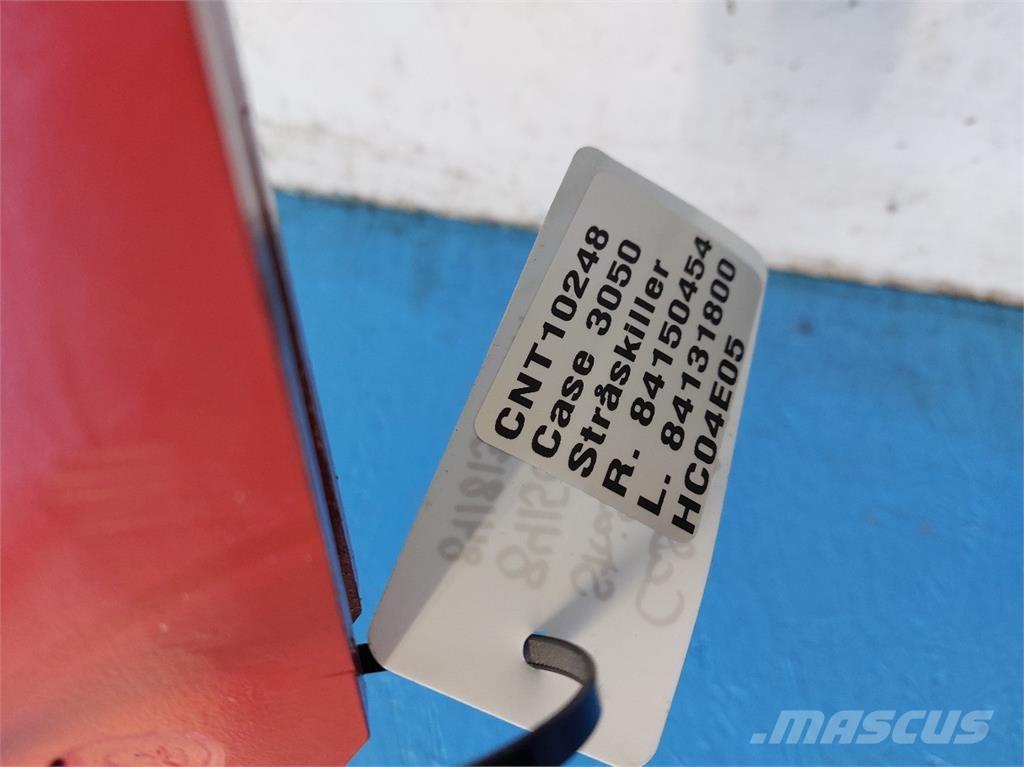 CNT10248
Case 3050
Stråskiller
R. 84150454
L. 84131800
HC04E05
MASCUS